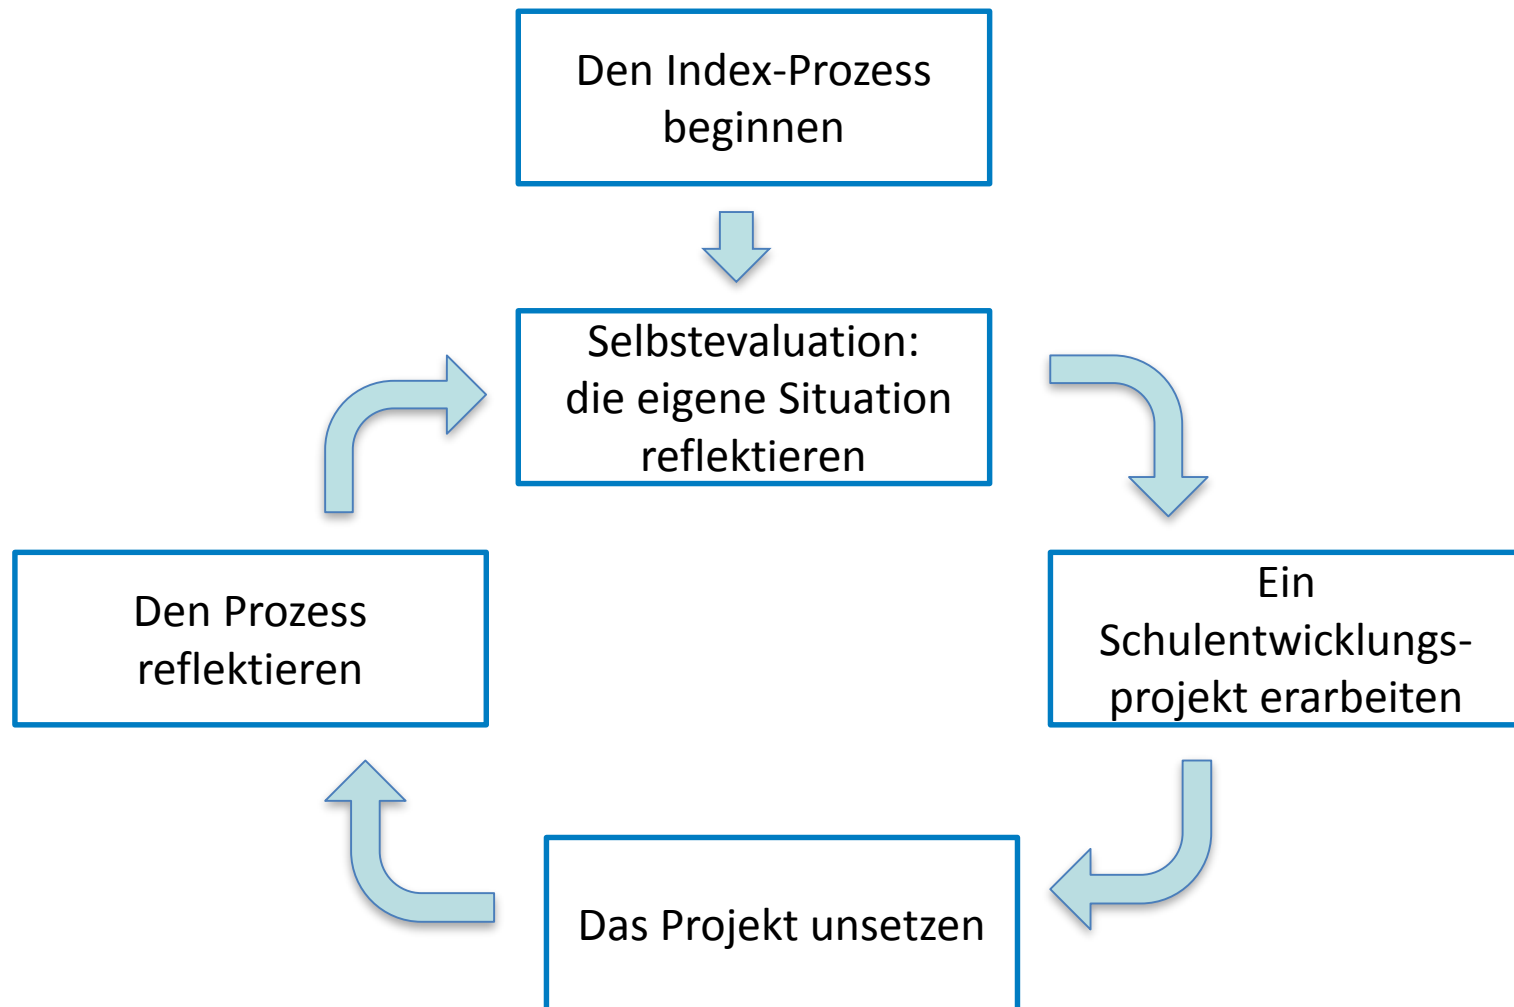 Den Index-Prozess
beginnen
Selbstevaluation:
die eigene Situation
reflektieren
Den Prozess
reflektieren
Ein
Schulentwicklungs-
projekt erarbeiten
Das Projekt unsetzen